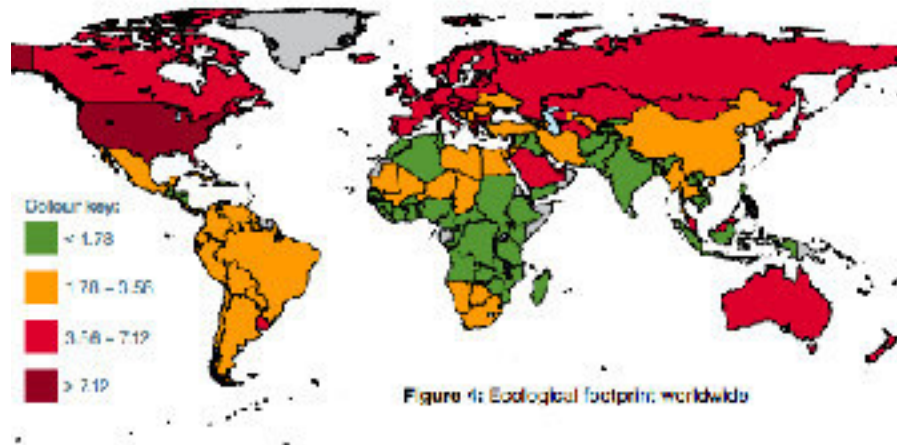 Colour key:
< 1.78
1.78 – 3.56
3.56 – 7.12
> 7.12
Figure 4: Ecological footprint worldwide